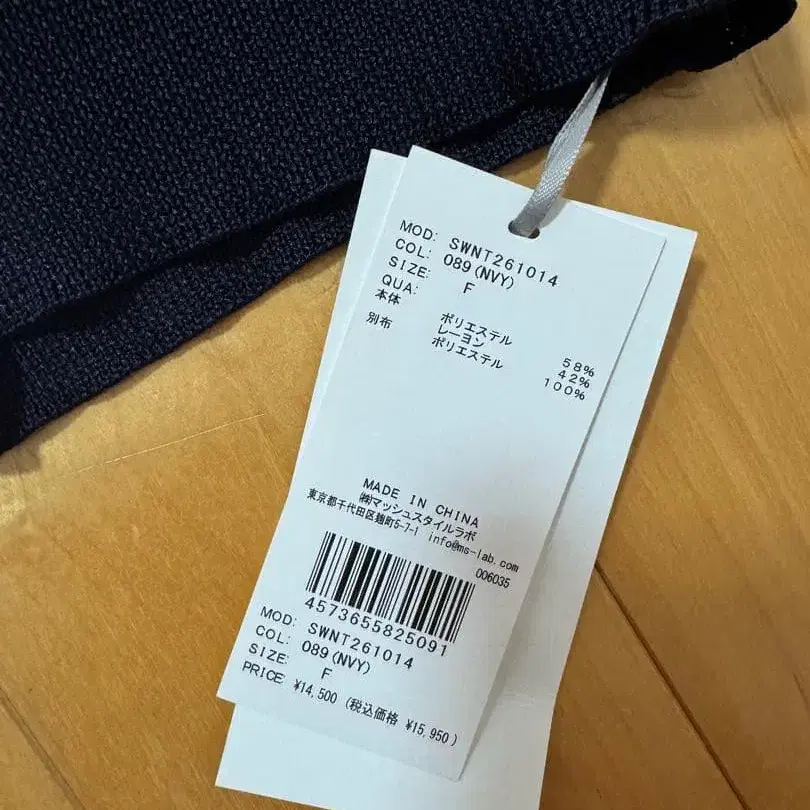 MOD: SWNT261014
COL: 089(NVY)
SIZE: F
QUA:
本体 ポリエステル 58%
レーヨン 42%
別布 ポリエステル 100%
MADE IN CHINA
㈱マッシュスタイルラボ
東京都千代田区麹町5-7-1 info@ms-lab.com
006035
4573655825091
MOD: SWNT261014
COL: 089(NVY)
SIZE: F
PRICE: ¥14,500 (税込価格 ¥15,950)